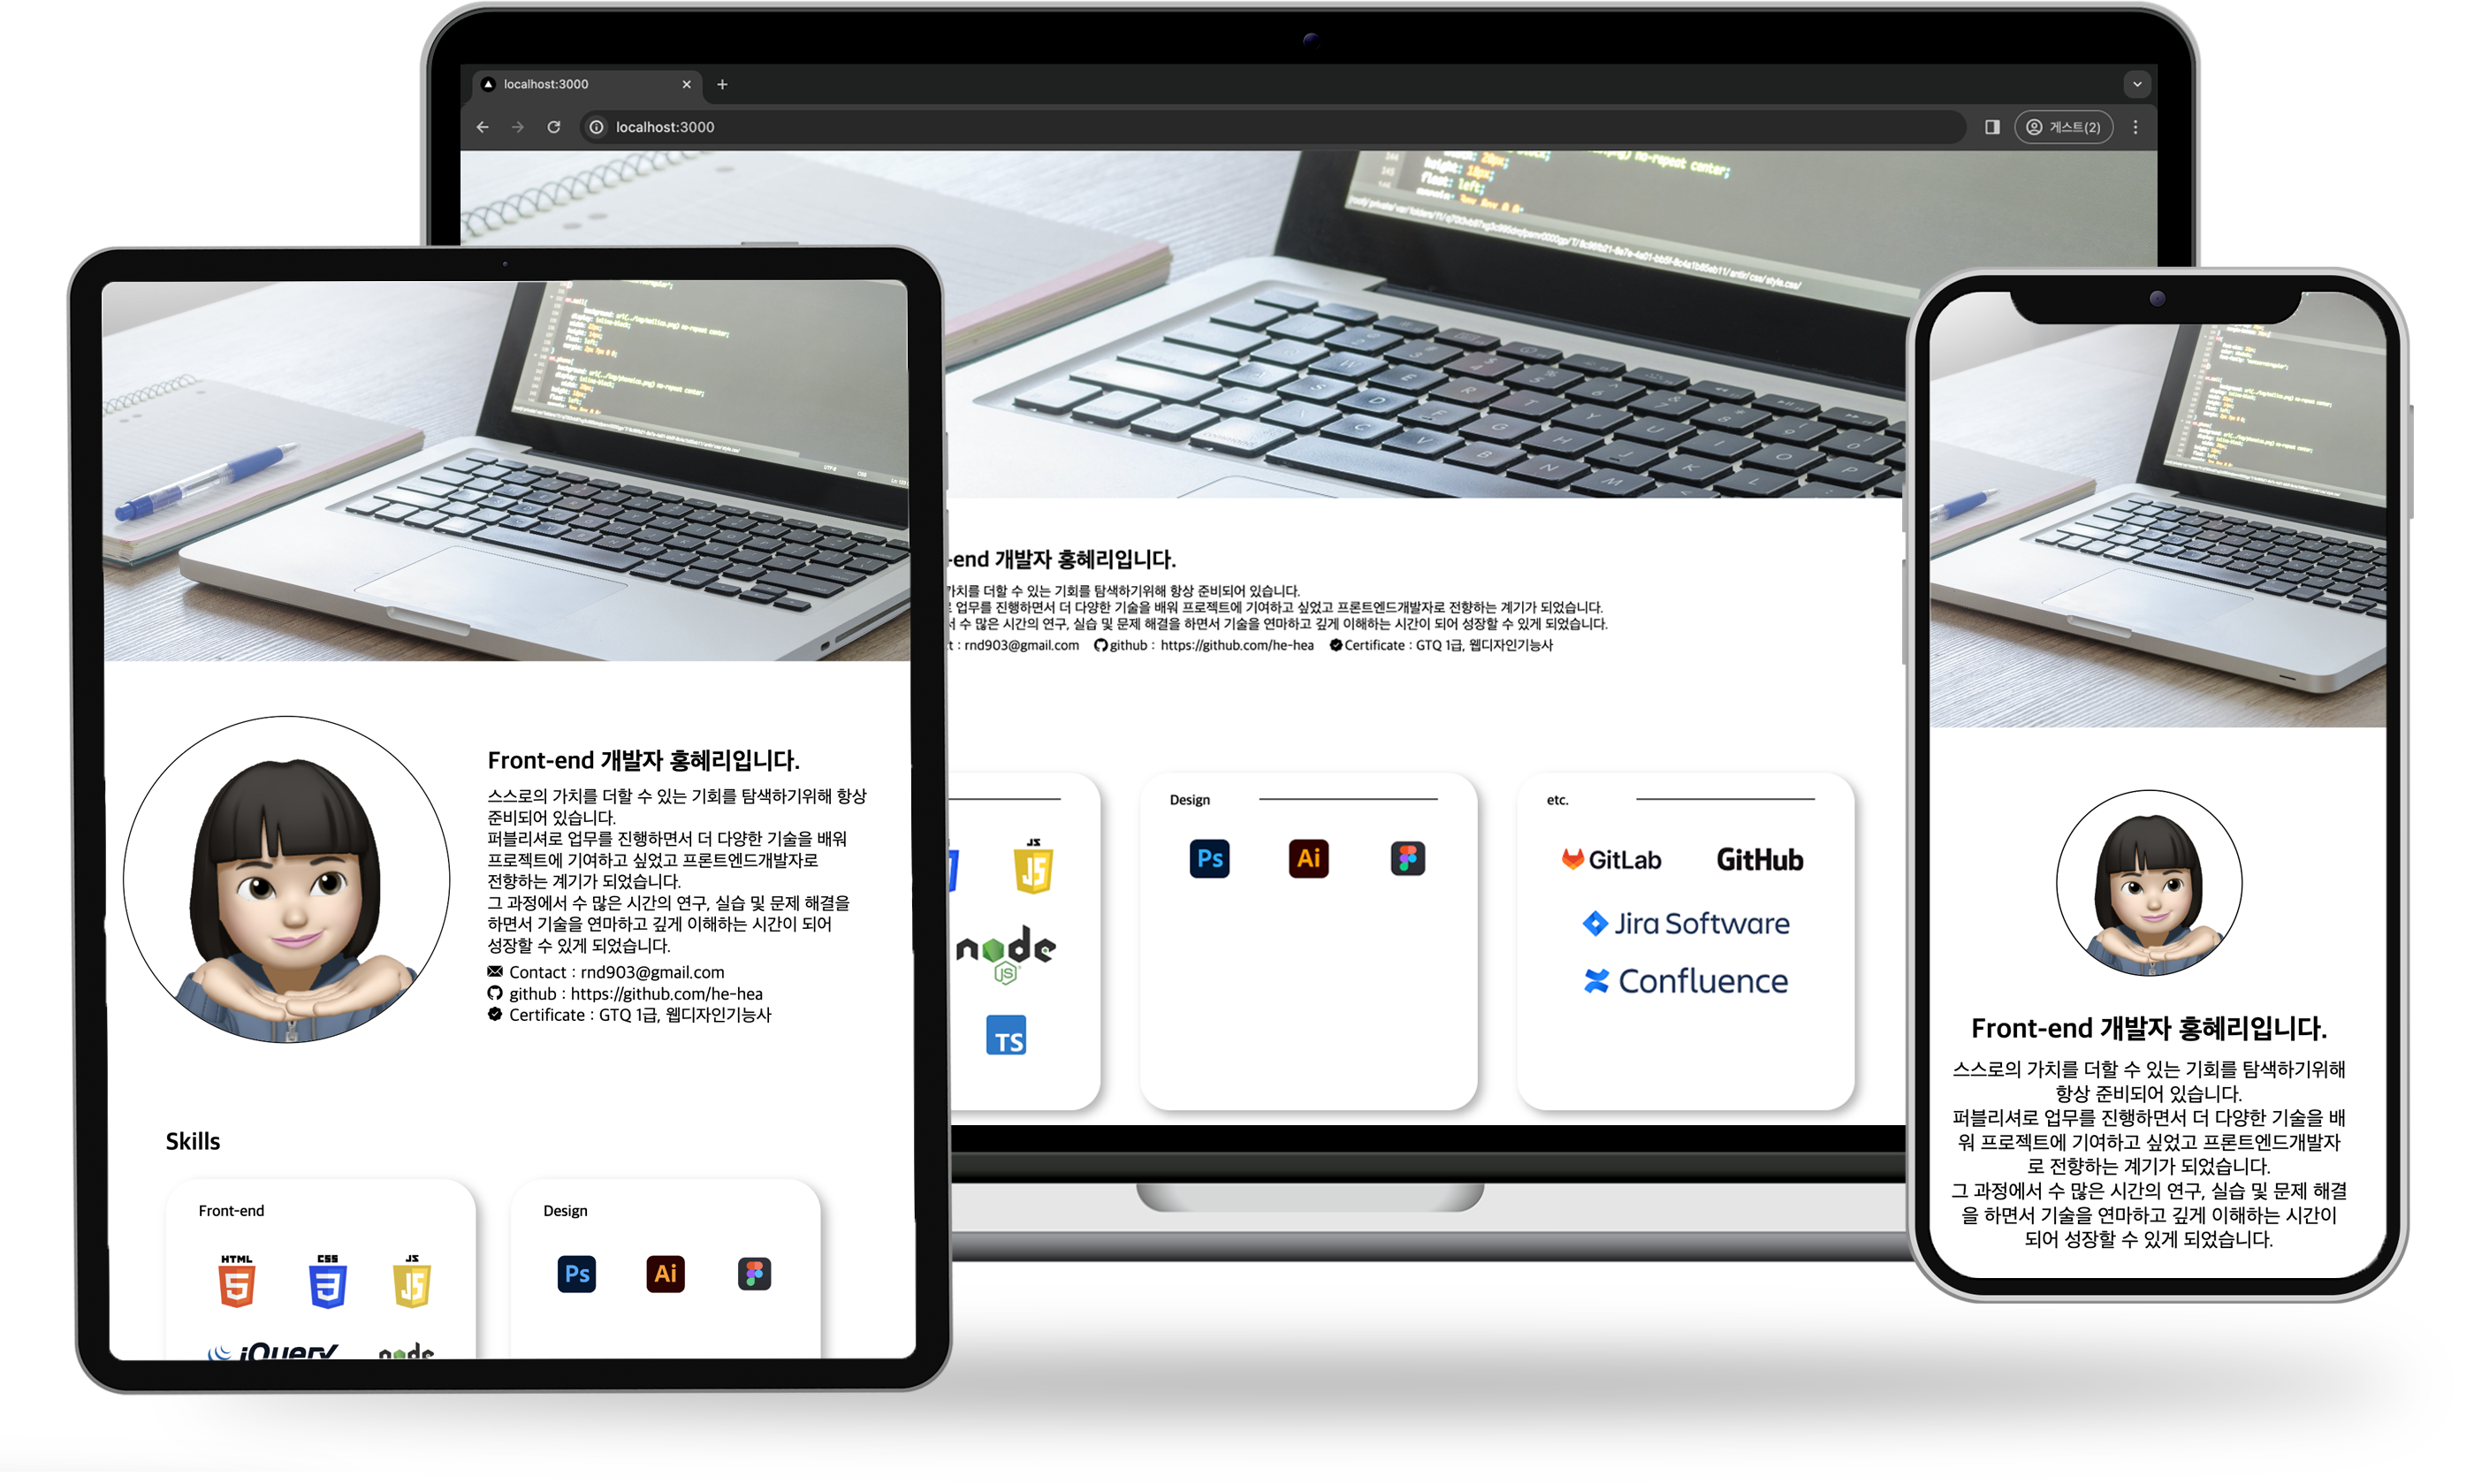 localhost:3000
localhost:3000
게스트(2)
-end 개발자 홍혜리입니다.
가치를 더할 수 있는 기회를 탐색하기위해 항상 준비되어 있습니다.
업무를 진행하면서 더 다양한 기술을 배워 프로젝트에 기여하고 싶었고 프론트엔드개발자로 전향하는 계기가 되었습니다.
수 많은 시간의 연구, 실습 및 문제 해결을 하면서 기술을 연마하고 깊게 이해하는 시간이 되어 성장할 수 있게 되었습니다.
: rnd903@gmail.com github : https://github.com/he-hea Certificate : GTQ 1급, 웹디자인기능사
JS
node
JS
TS
Design
Ps Ai
etc.
GitLab GitHub
Jira Software
Confluence
Front-end 개발자 홍혜리입니다.
스스로의 가치를 더할 수 있는 기회를 탐색하기위해 항상
준비되어 있습니다.
퍼블리셔로 업무를 진행하면서 더 다양한 기술을 배워
프로젝트에 기여하고 싶었고 프론트엔드개발자로
전향하는 계기가 되었습니다.
그 과정에서 수 많은 시간의 연구, 실습 및 문제 해결을
하면서 기술을 연마하고 깊게 이해하는 시간이 되어
성장할 수 있게 되었습니다.
Contact : rnd903@gmail.com
github : https://github.com/he-hea
Certificate : GTQ 1급, 웹디자인기능사
Skills
Front-end
HTML CSS JS
5 3 JS
jQuery node
Design
Ps Ai
Front-end 개발자 홍혜리입니다.
스스로의 가치를 더할 수 있는 기회를 탐색하기위해
항상 준비되어 있습니다.
퍼블리셔로 업무를 진행하면서 더 다양한 기술을 배
워 프로젝트에 기여하고 싶었고 프론트엔드개발자
로 전향하는 계기가 되었습니다.
그 과정에서 수 많은 시간의 연구, 실습 및 문제 해결
을 하면서 기술을 연마하고 깊게 이해하는 시간이
되어 성장할 수 있게 되었습니다.